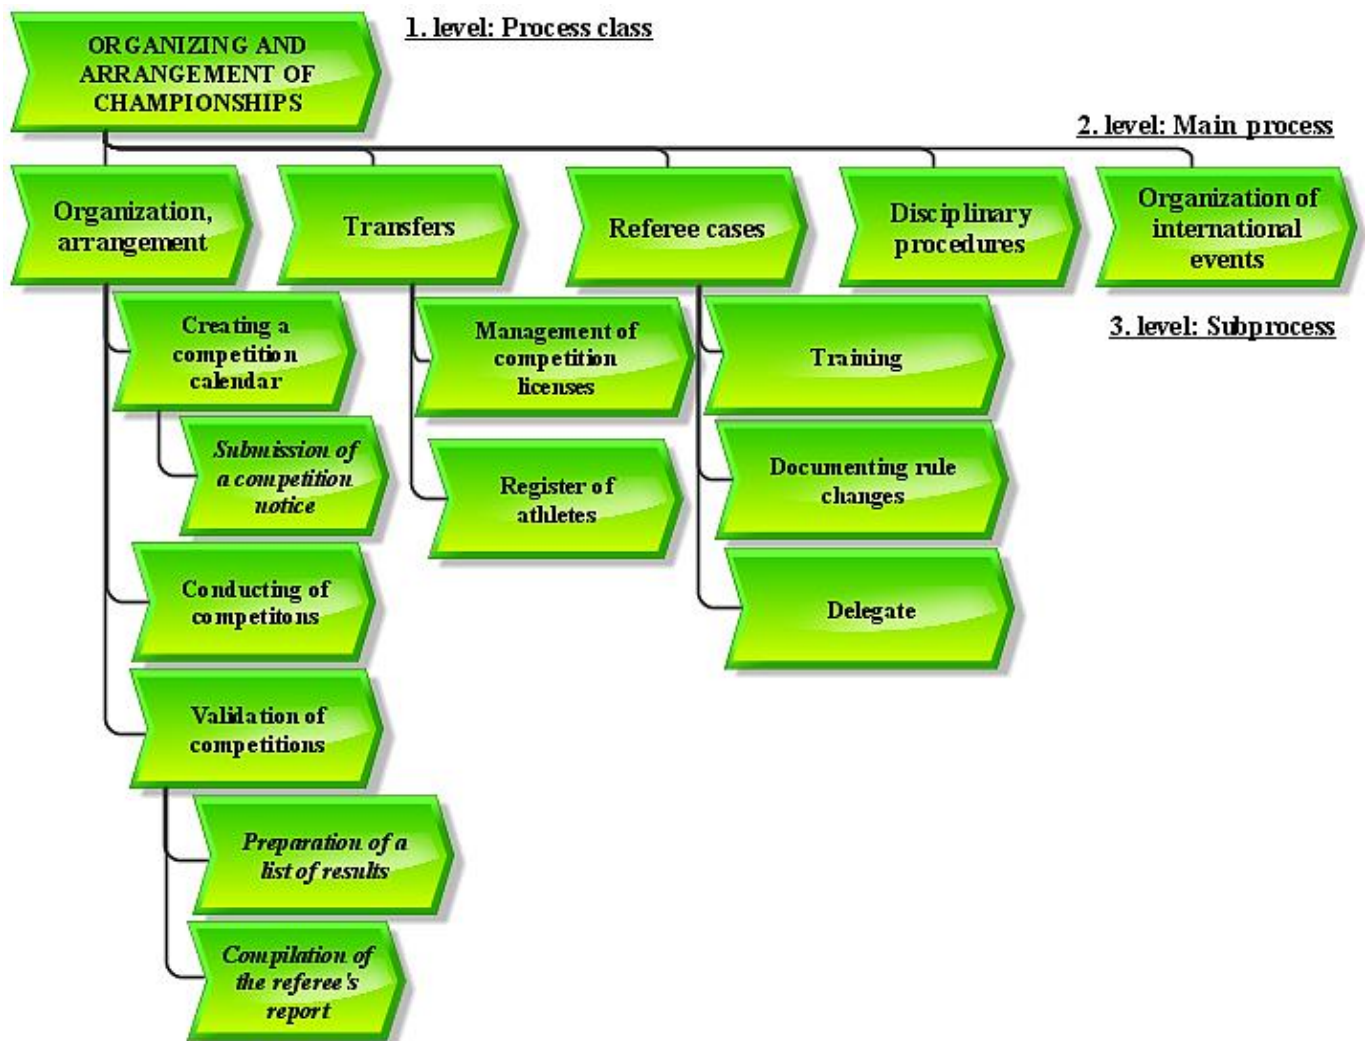 1. level: Process class
ORGANIZING AND
ARRANGEMENT OF
CHAMPIONSHIPS
2. level: Main process
Organization,
arrangement
Transfers
Referee cases
Disciplinary
procedures
Organization of
international
events
3. level: Subprocess
Creating a
competition
calendar
Submission of
a competition
notice
Conducting of
competitons
Validation of
competitions
Preparation of a
list of results
Compilation of
the referee's
report
Management of
competition
licenses
Register of
athletes
Training
Documenting rule
changes
Delegate